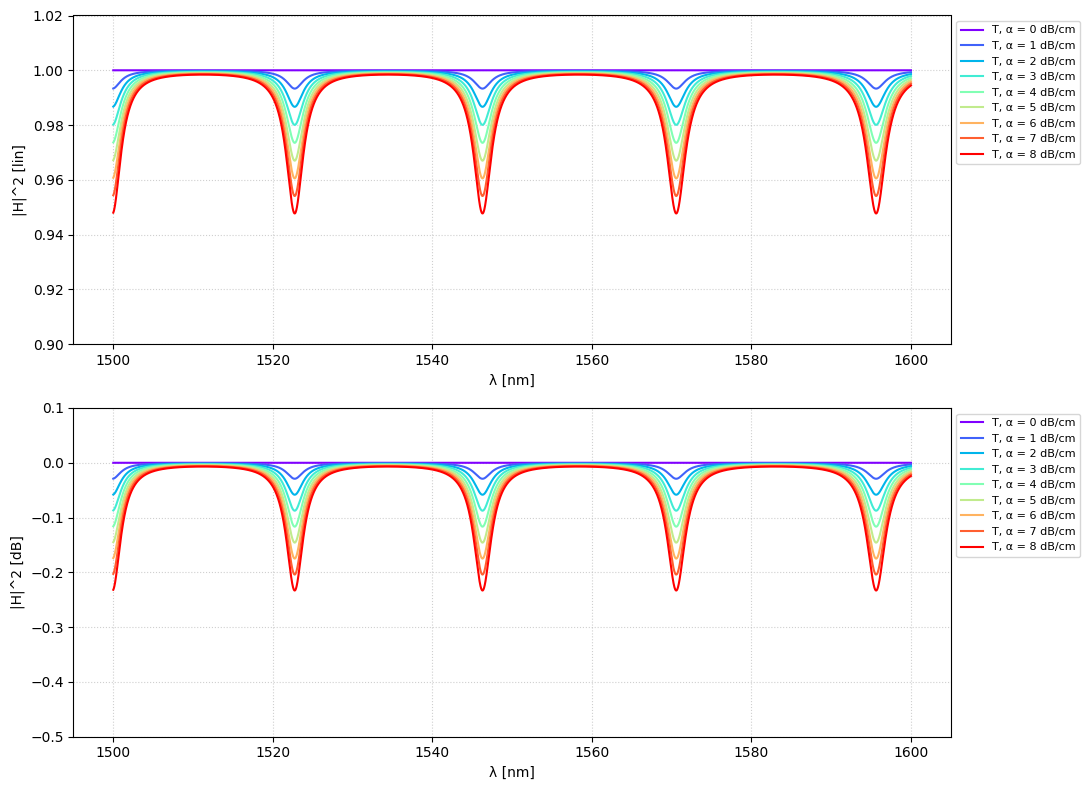 1.02
1.00
0.98
0.96
0.94
0.92
0.90
|H|^2 [lin]
1500 1520 1540 1560 1580 1600
λ [nm]
T, α = 0 dB/cm
T, α = 1 dB/cm
T, α = 2 dB/cm
T, α = 3 dB/cm
T, α = 4 dB/cm
T, α = 5 dB/cm
T, α = 6 dB/cm
T, α = 7 dB/cm
T, α = 8 dB/cm
0.1
0.0
−0.1
−0.2
−0.3
−0.4
−0.5
|H|^2 [dB]
1500 1520 1540 1560 1580 1600
λ [nm]
T, α = 0 dB/cm
T, α = 1 dB/cm
T, α = 2 dB/cm
T, α = 3 dB/cm
T, α = 4 dB/cm
T, α = 5 dB/cm
T, α = 6 dB/cm
T, α = 7 dB/cm
T, α = 8 dB/cm